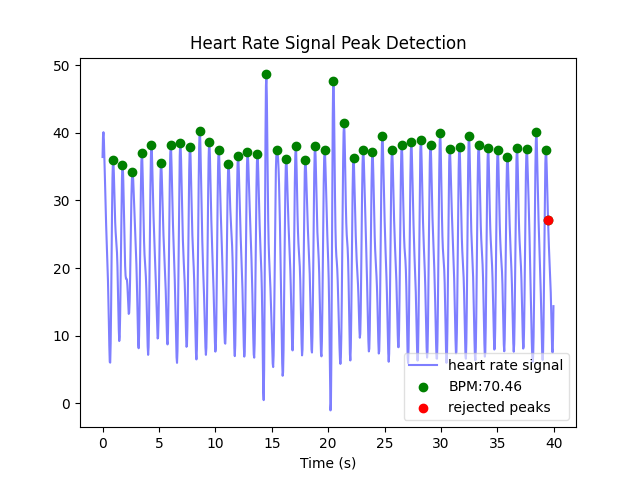 Heart Rate Signal Peak Detection
50
40
30
20
10
0
heart rate signal
BPM:70.46
rejected peaks
0 5 10 15 20 25 30 35 40
Time (s)